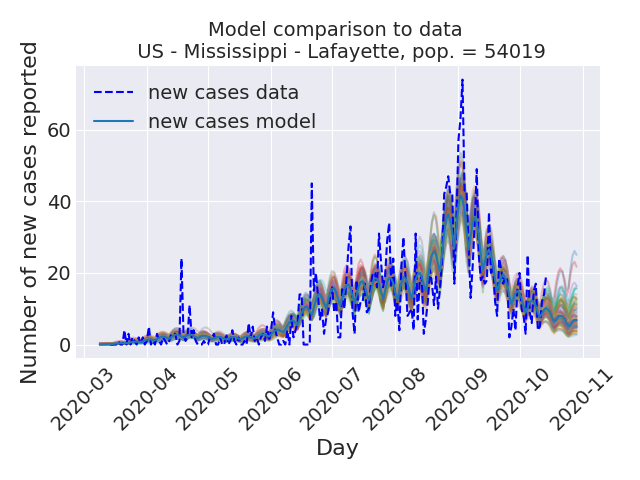 Model comparison to data
US - Mississippi - Lafayette, pop. = 54019
Number of new cases reported
60
40
20
0
new cases data
new cases model
2020-03
2020-04
2020-05
2020-06
2020-07
2020-08
2020-09
2020-10
2020-11
Day